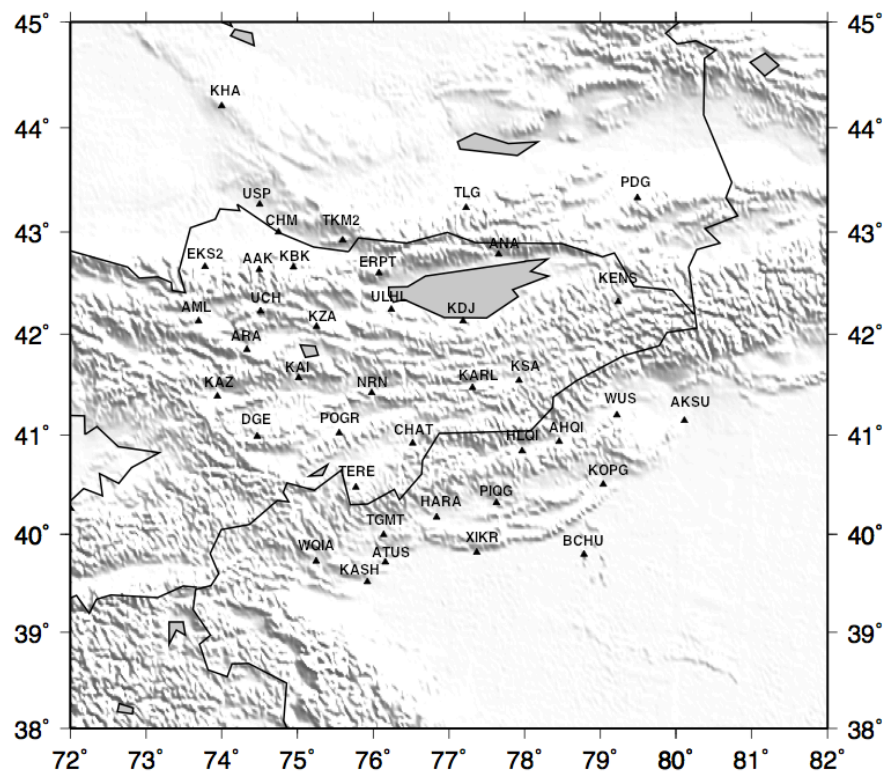 45˚ 45˚
KHA
44˚ 44˚
USP TLG PDG
CHM TKM2
43˚ 43˚
ANA
EKS2 AAK KBK ERPT
KENS
AML UCH ULHL
KZA KDJ
42˚ 42˚
ARA
KAI KSA
KAZ NRN KARL
WUS AKSU
DGE POGR
CHAT AHQI
41˚ 41˚
HLQI
TERE KOPG
HARA PIQG
TGMT
40˚ 40˚
WQIA ATUS XIKR BCHU
KASH
39˚ 39˚
38˚ 38˚
72˚ 73˚ 74˚ 75˚ 76˚ 77˚ 78˚ 79˚ 80˚ 81˚ 82˚